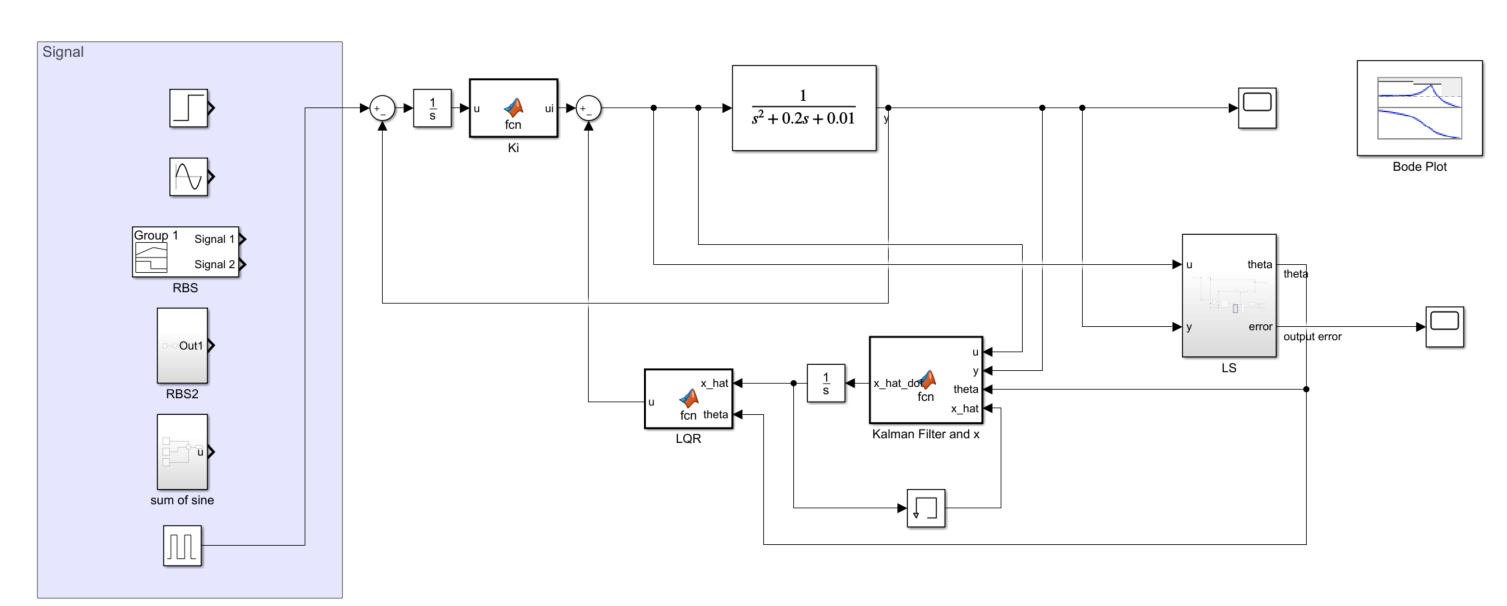 Signal
Group 1
Signal 1
Signal 2
RBS
Out1
RBS2
u
sum of sine
+
−
1
s
u
ui
fcn
Ki
+
−
1
s² + 0.2s + 0.01
y
Bode Plot
u
theta
theta
y
error
output error
LS
u
y
theta
x_hat
x_hat_do
fcn
Kalman Filter and x
1
s
x_hat
u
fcn
theta
LQR